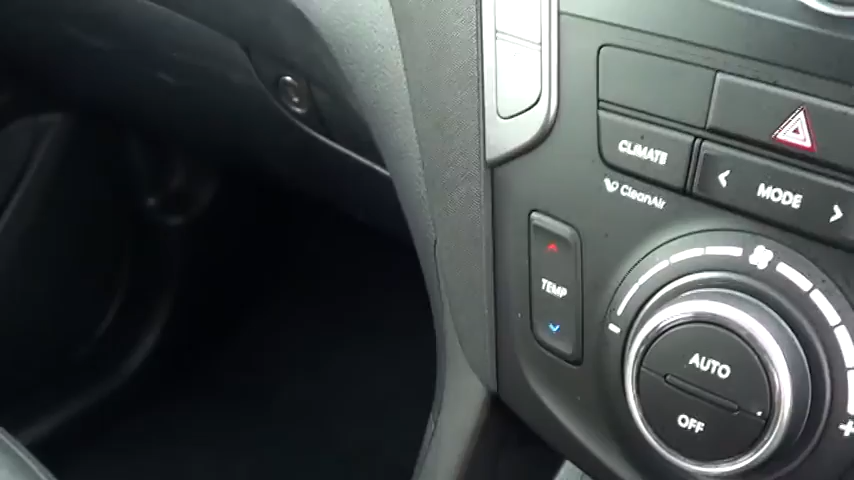 CLIMATE
< MODE >
CleanAir
TEMP
AUTO
OFF
- +